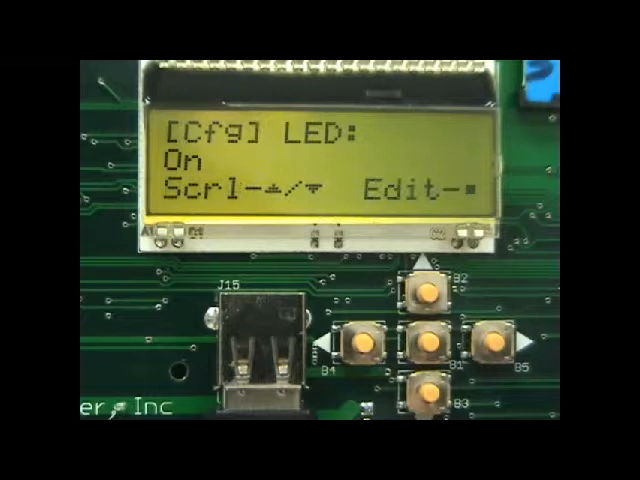 [Cfg] LED:
On
Scrl-▲/▼ Edit-▪
J15
B2
B4
B1
B5
B3
er, Inc